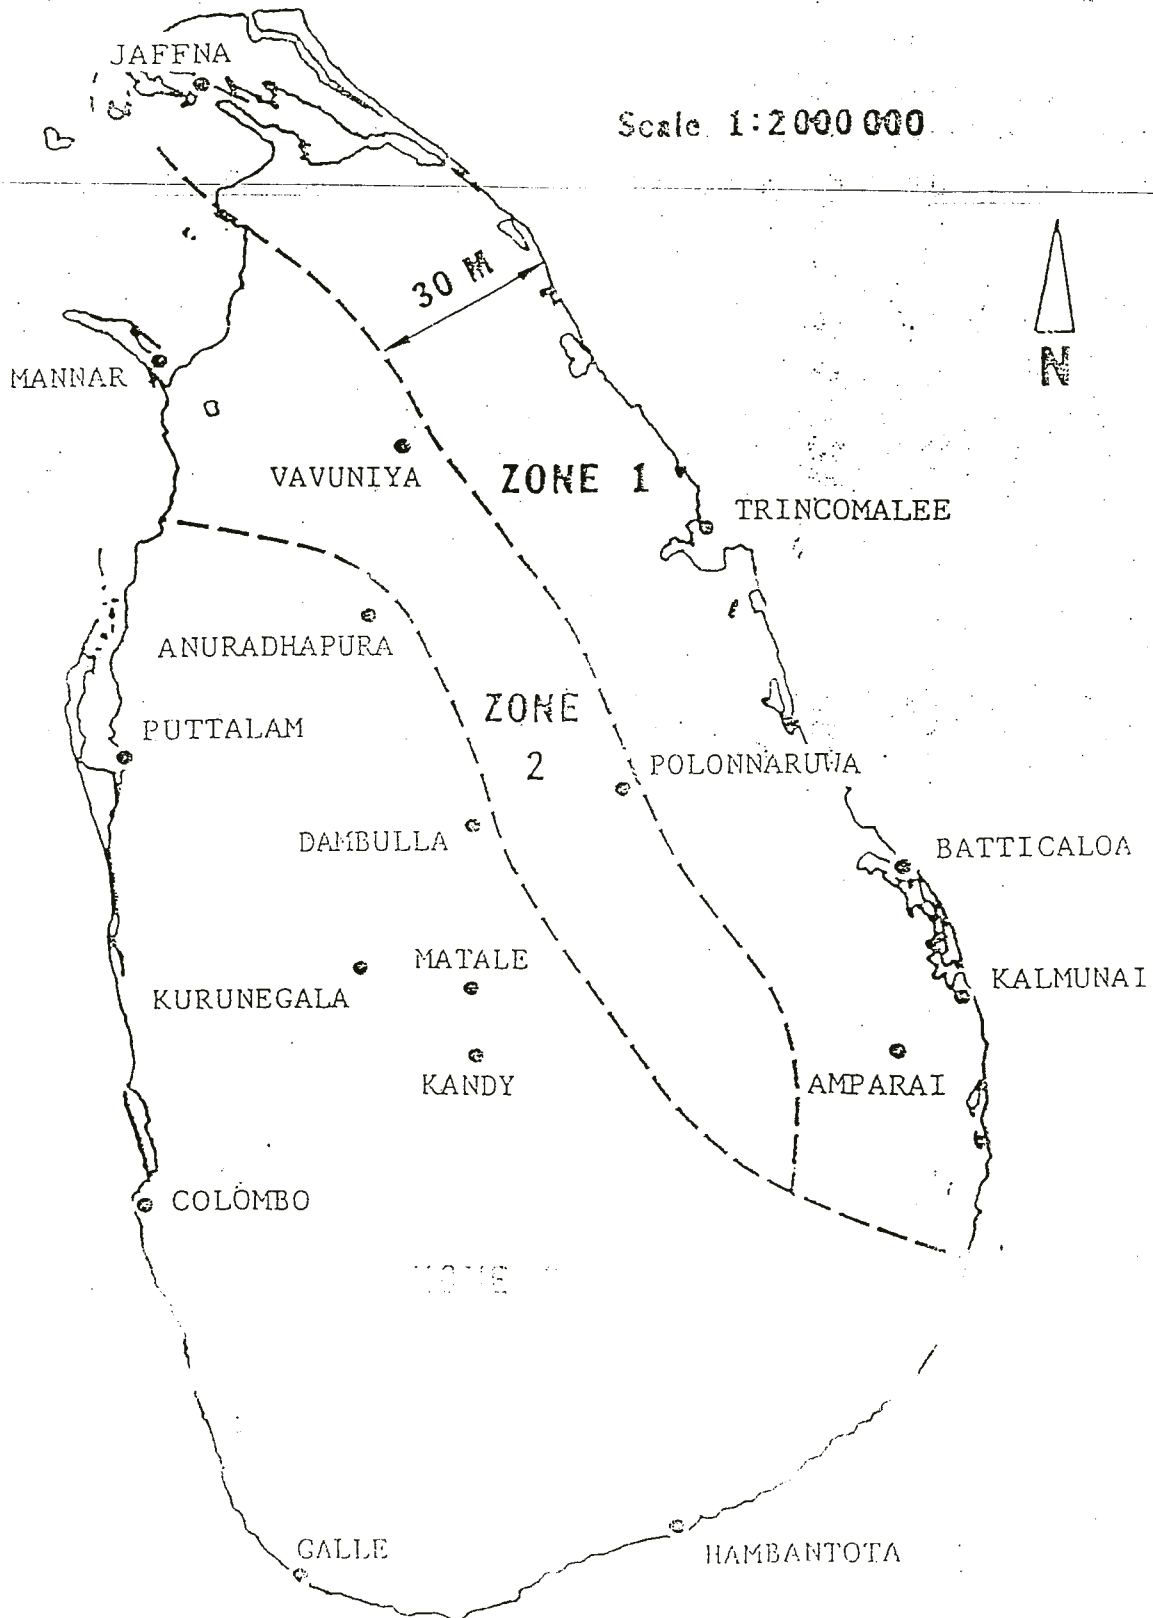 JAFFNA
Scale 1:2000000
30 M
N
MANNAR
VAVUNIYA
ZONE 1
TRINCOMALEE
ANURADHAPURA
ZONE
2
PUTTALAM
POLONNARUWA
DAMBULLA
BATTICALOA
MATALE
KURUNEGALA
KALMUNAI
KANDY
AMPARAI
COLOMBO
GALLE
HAMBANTOTA